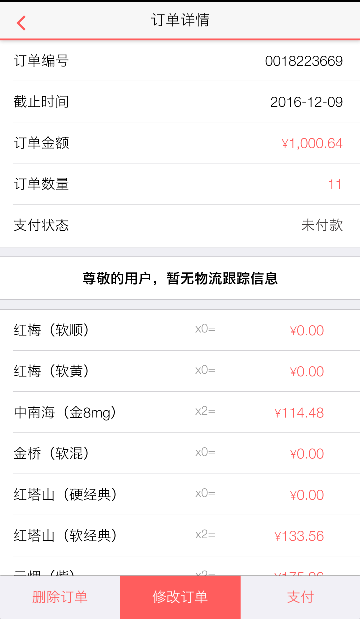 订单详情
订单编号 0018223669
截止时间 2016-12-09
订单金额 ¥1,000.64
订单数量 11
支付状态 未付款
尊敬的用户，暂无物流跟踪信息
红梅（软顺） x0= ¥0.00
红梅（软黄） x0= ¥0.00
中南海（金8mg） x2= ¥114.48
金桥（软混） x0= ¥0.00
红塔山（硬经典） x0= ¥0.00
红塔山（软经典） x2= ¥133.56
删除订单 修改订单 支付